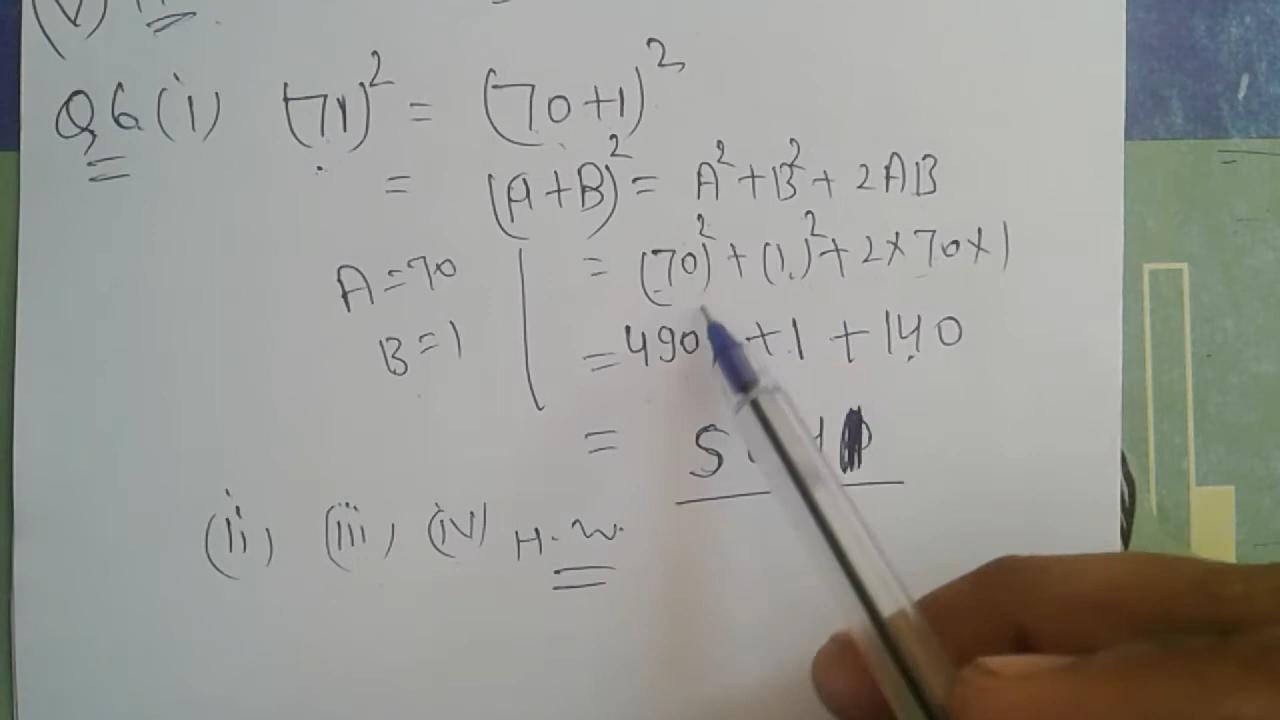 (V)
Q6 (i) (71)² = (70+1)²
= (A+B)² = A² + B² + 2AB
A=70
= (70)² + (1)² + 2×70×1
B=1
= 490 + 1 + 140
=
(ii) (iii) (iv) H.W.